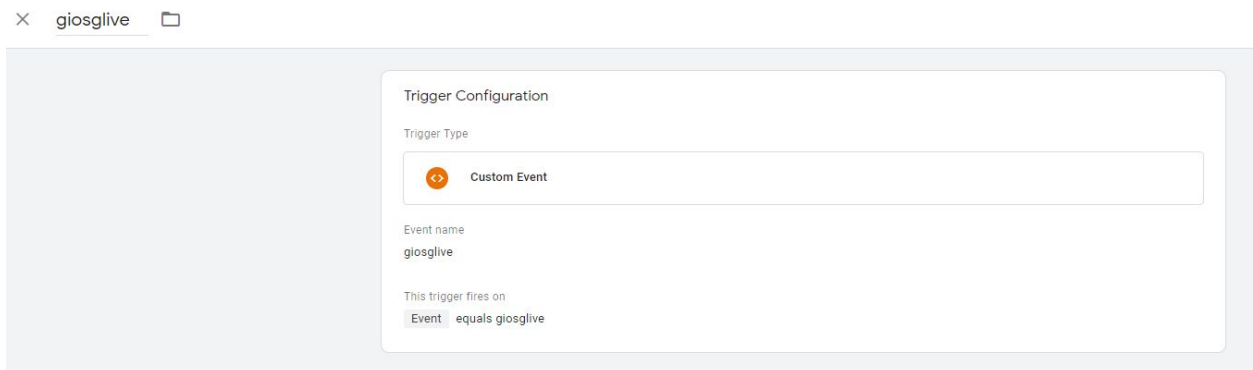 giosglive
Trigger Configuration
Trigger Type
Custom Event
Event name
giosglive
This trigger fires on
Event equals giosglive